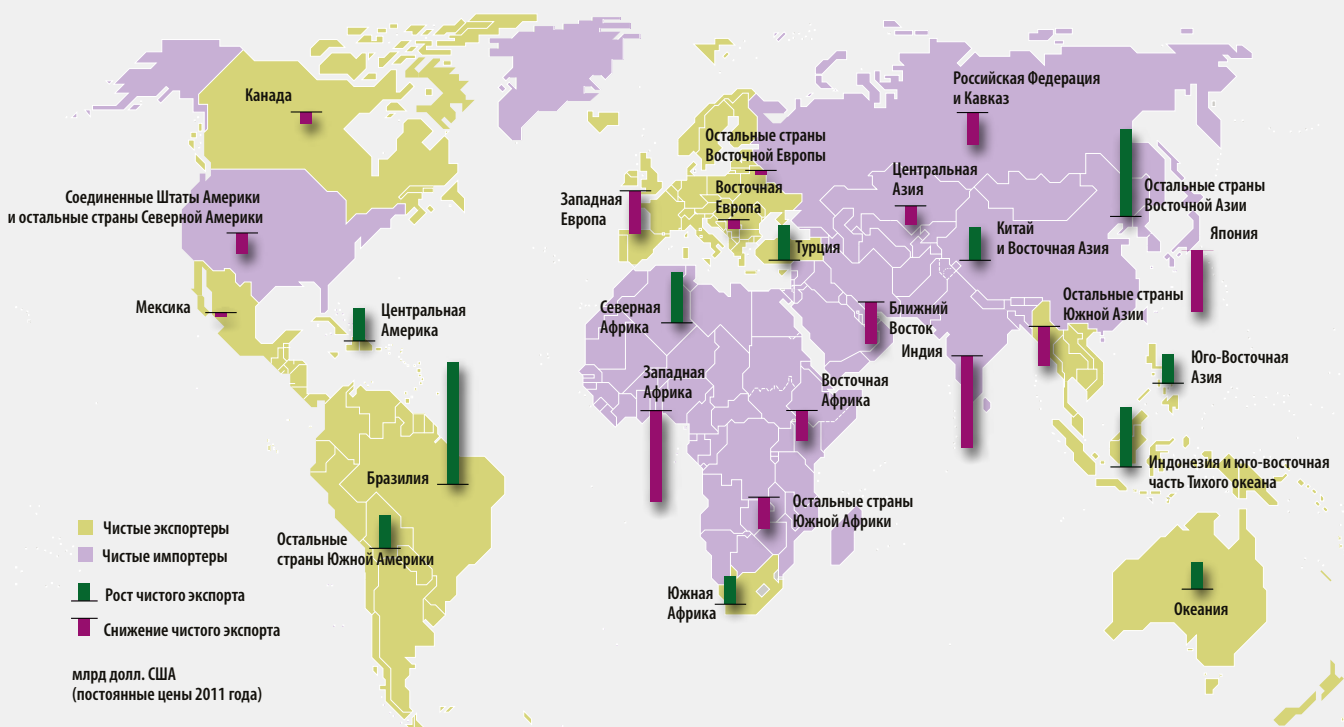 Канада
Соединенные Штаты Америки
и остальные страны Северной Америки
Мексика
Центральная
Америка
Бразилия
Остальные
страны Южной Америки
Западная
Европа
Остальные страны
Восточной Европы
Восточная
Европа
Турция
Северная
Африка
Западная
Африка
Восточная
Африка
Остальные страны
Южной Африки
Южная
Африка
Российская Федерация
и Кавказ
Центральная
Азия
Ближний
Восток
Индия
Китай
и Восточная Азия
Остальные страны
Восточной Азии
Япония
Остальные страны
Южной Азии
Юго-Восточная
Азия
Индонезия и юго-восточная
часть Тихого океана
Океания
Чистые экспортеры
Чистые импортеры
Рост чистого экспорта
Снижение чистого экспорта
млрд долл. США
(постоянные цены 2011 года)